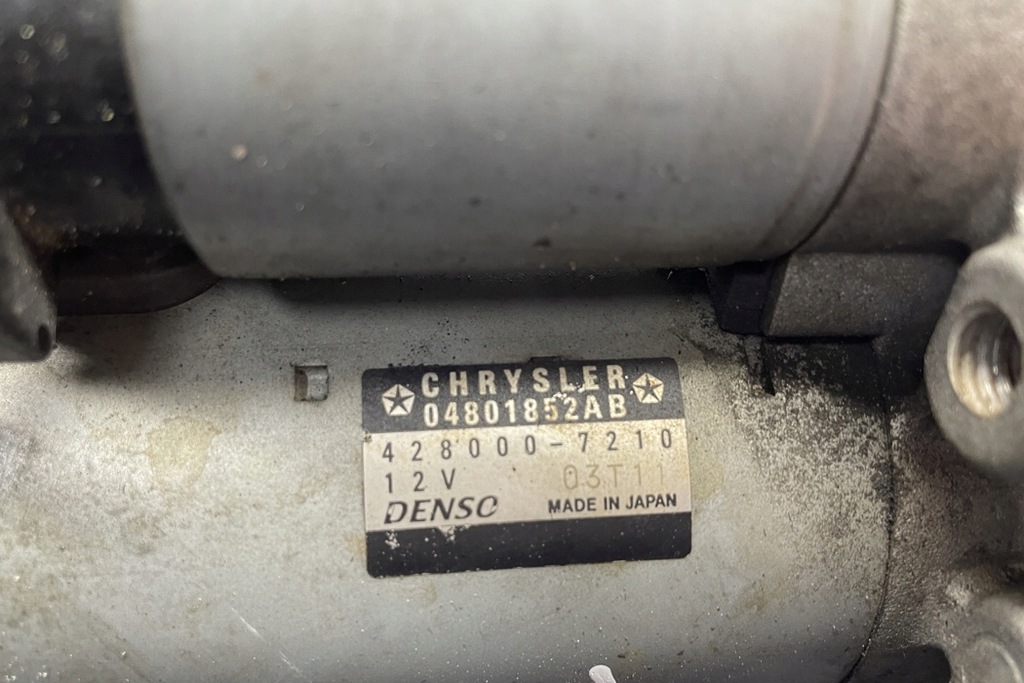 CHRYSLER
04801852AB
428000-7210
12V 03T11
DENSO MADE IN JAPAN